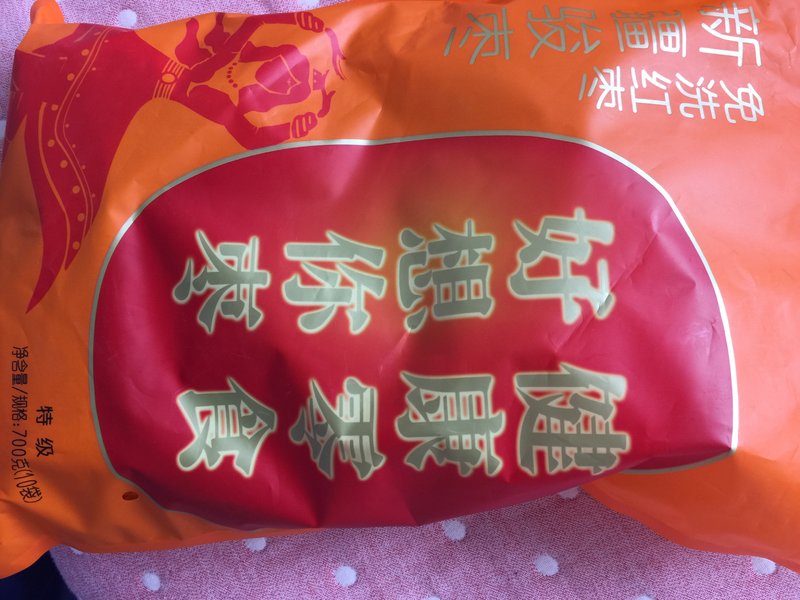 新疆骏枣
免洗红枣
好想你枣
健康零食
特级
净含量/规格:700克(10袋)